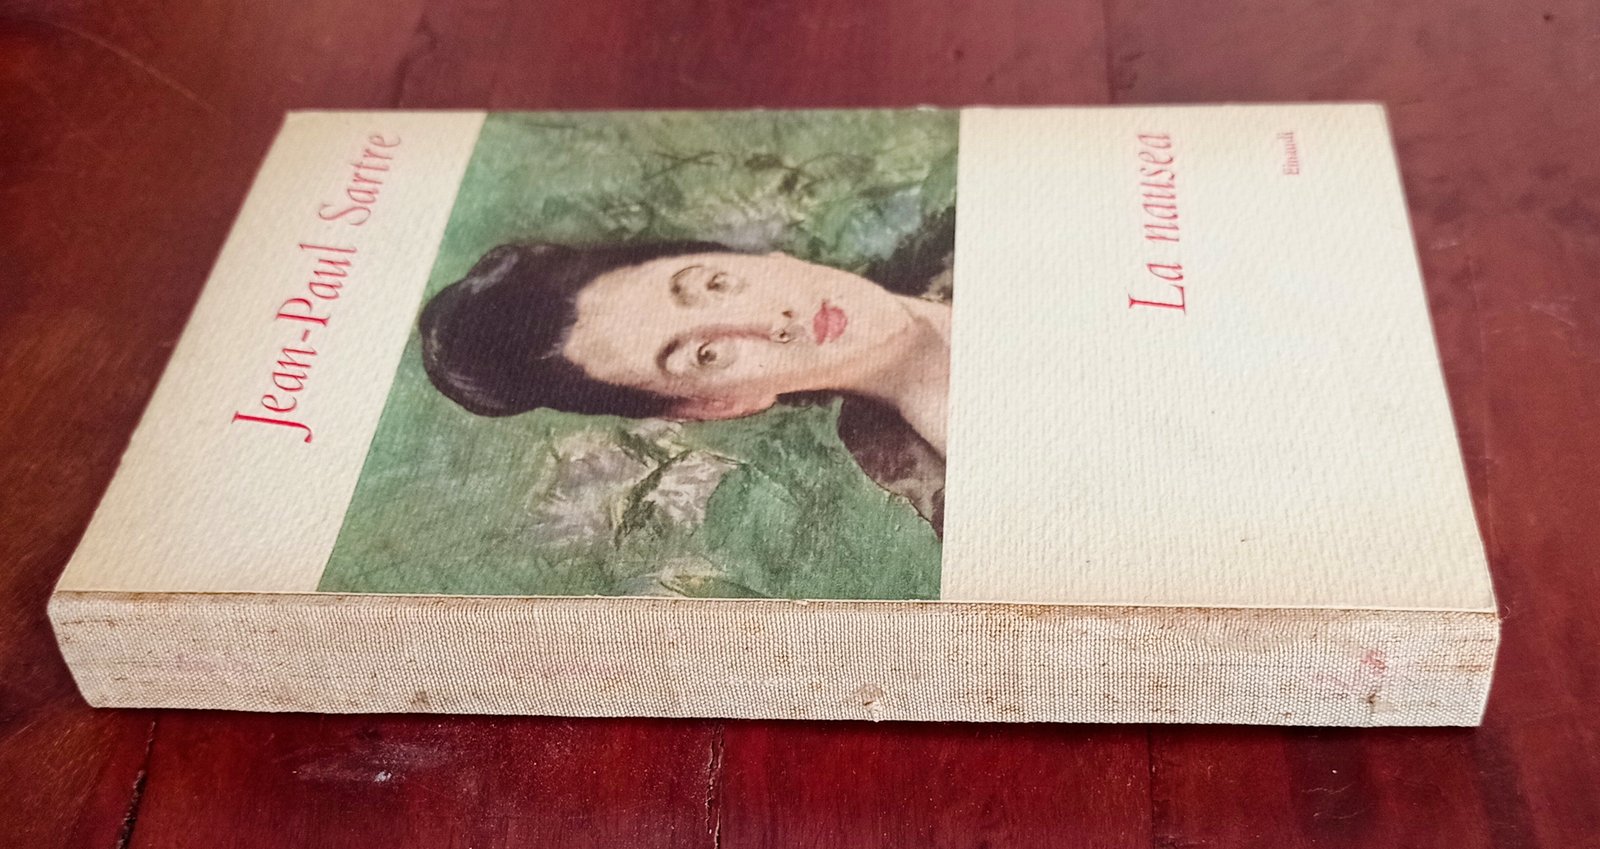 Jean-Paul Sartre
La nausea
Einaudi